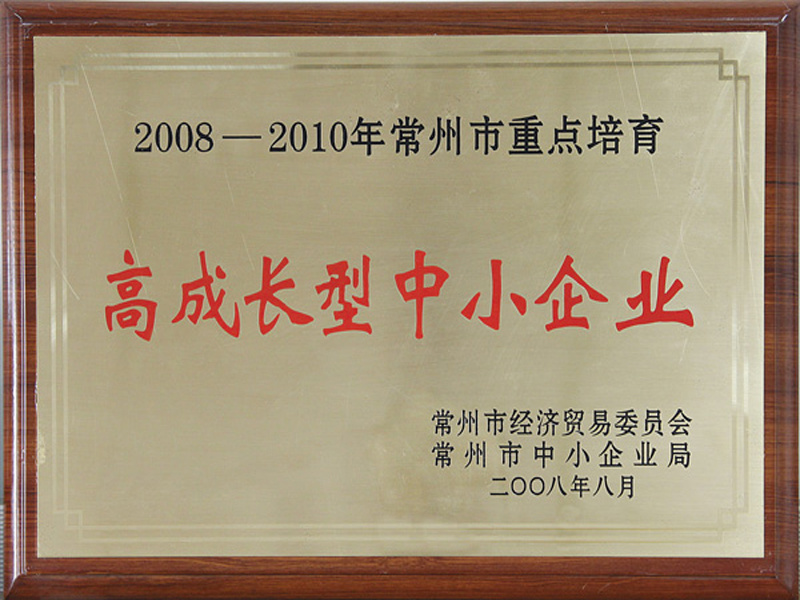 2008—2010年常州市重点培育
高成长型中小企业
常州市经济贸易委员会
常州市中小企业局
二〇〇八年八月